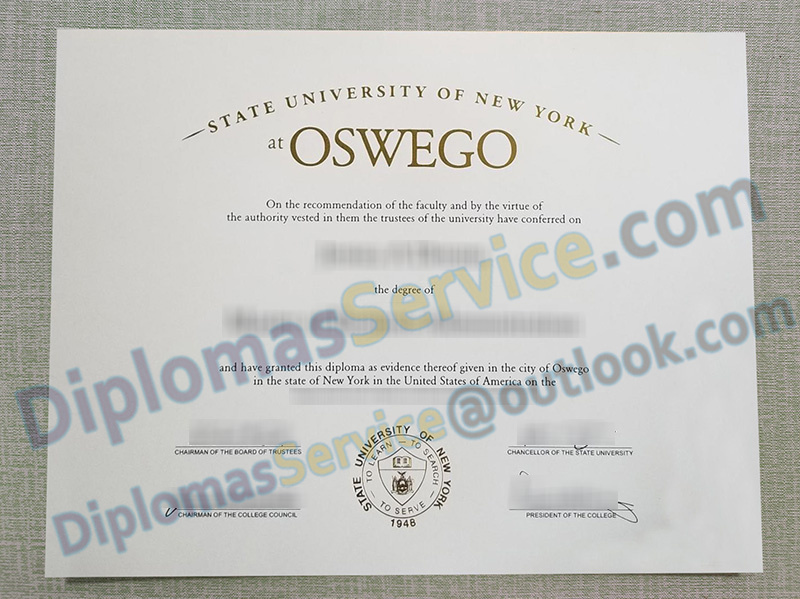 STATE UNIVERSITY OF NEW YORK
at OSWEGO
On the recommendation of the faculty and by the virtue of
the authority vested in them the trustees of the university have conferred on
the degree of
and have granted this diploma as evidence thereof given in the city of Oswego
in the state of New York in the United States of America on the
CHAIRMAN OF THE BOARD OF TRUSTEES
CHANCELLOR OF THE STATE UNIVERSITY
CHAIRMAN OF THE COLLEGE COUNCIL
PRESIDENT OF THE COLLEGE
STATE UNIVERSITY OF NEW YORK
TO LEARN — TO SEARCH
TO SERVE
1948
DiplomasService.com
DiplomasService@outlook.com